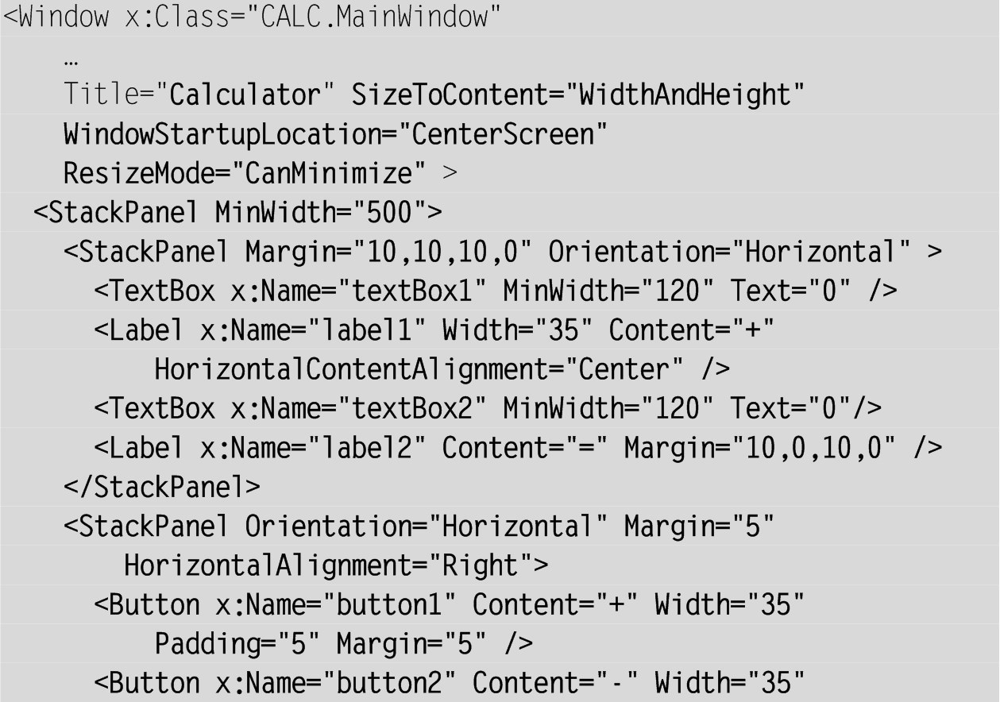 <Window x:Class="CALC.MainWindow"
…
Title="Calculator" SizeToContent="WidthAndHeight"
WindowStartupLocation="CenterScreen"
ResizeMode="CanMinimize" >
<StackPanel MinWidth="500">
<StackPanel Margin="10,10,10,0" Orientation="Horizontal" >
<TextBox x:Name="textBox1" MinWidth="120" Text="0" />
<Label x:Name="label1" Width="35" Content="+"
HorizontalContentAlignment="Center" />
<TextBox x:Name="textBox2" MinWidth="120" Text="0"/>
<Label x:Name="label2" Content="=" Margin="10,0,10,0" />
</StackPanel>
<StackPanel Orientation="Horizontal" Margin="5"
HorizontalAlignment="Right">
<Button x:Name="button1" Content="+" Width="35"
Padding="5" Margin="5" />
<Button x:Name="button2" Content="-" Width="35"